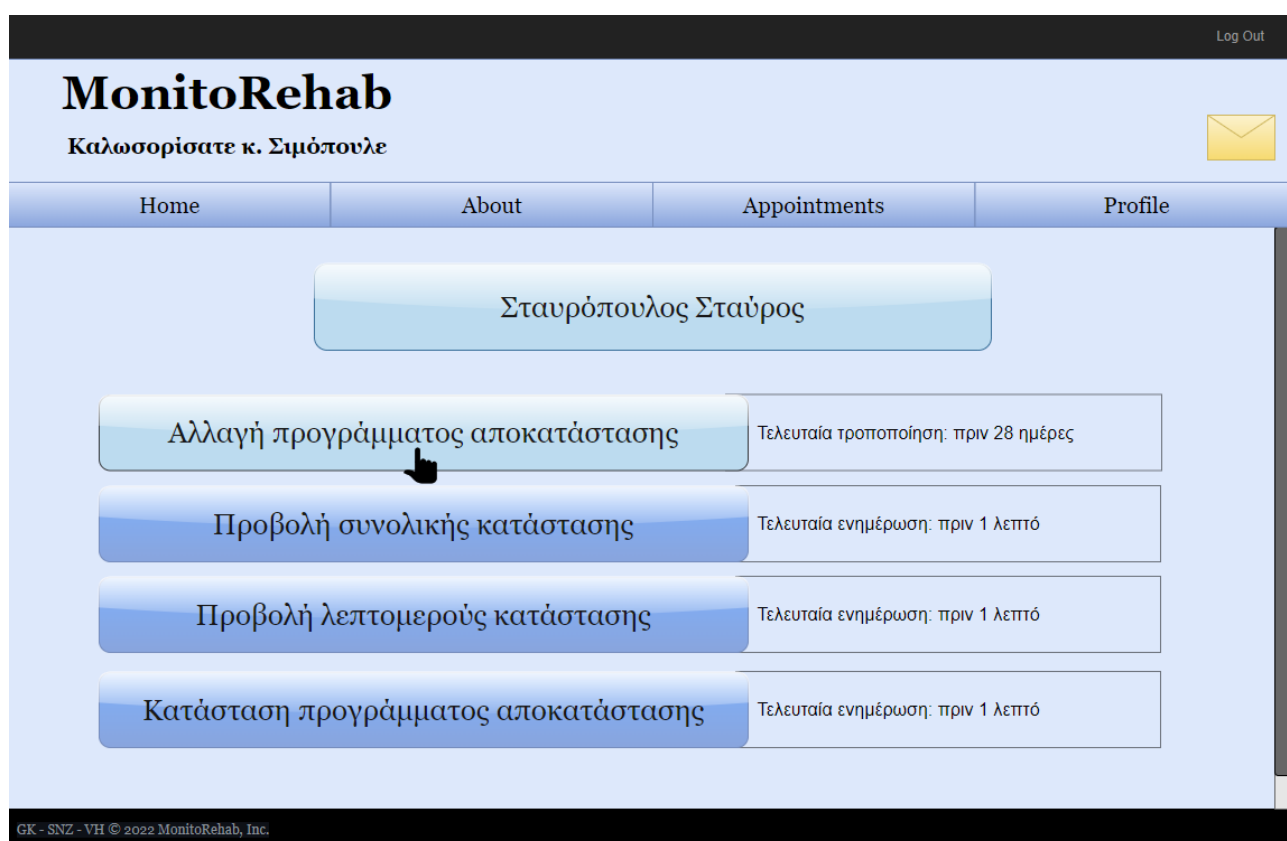 Log Out
MonitoRehab
Καλωσορίσατε κ. Σιμόπουλε
Home About Appointments Profile
Σταυρόπουλος Σταύρος
Αλλαγή προγράμματος αποκατάστασης Τελευταία τροποποίηση: πριν 28 ημέρες
Προβολή συνολικής κατάστασης Τελευταία ενημέρωση: πριν 1 λεπτό
Προβολή λεπτομερούς κατάστασης Τελευταία ενημέρωση: πριν 1 λεπτό
Κατάσταση προγράμματος αποκατάστασης Τελευταία ενημέρωση: πριν 1 λεπτό
GK - SNZ - VH © 2022 MonitoRehab, Inc.